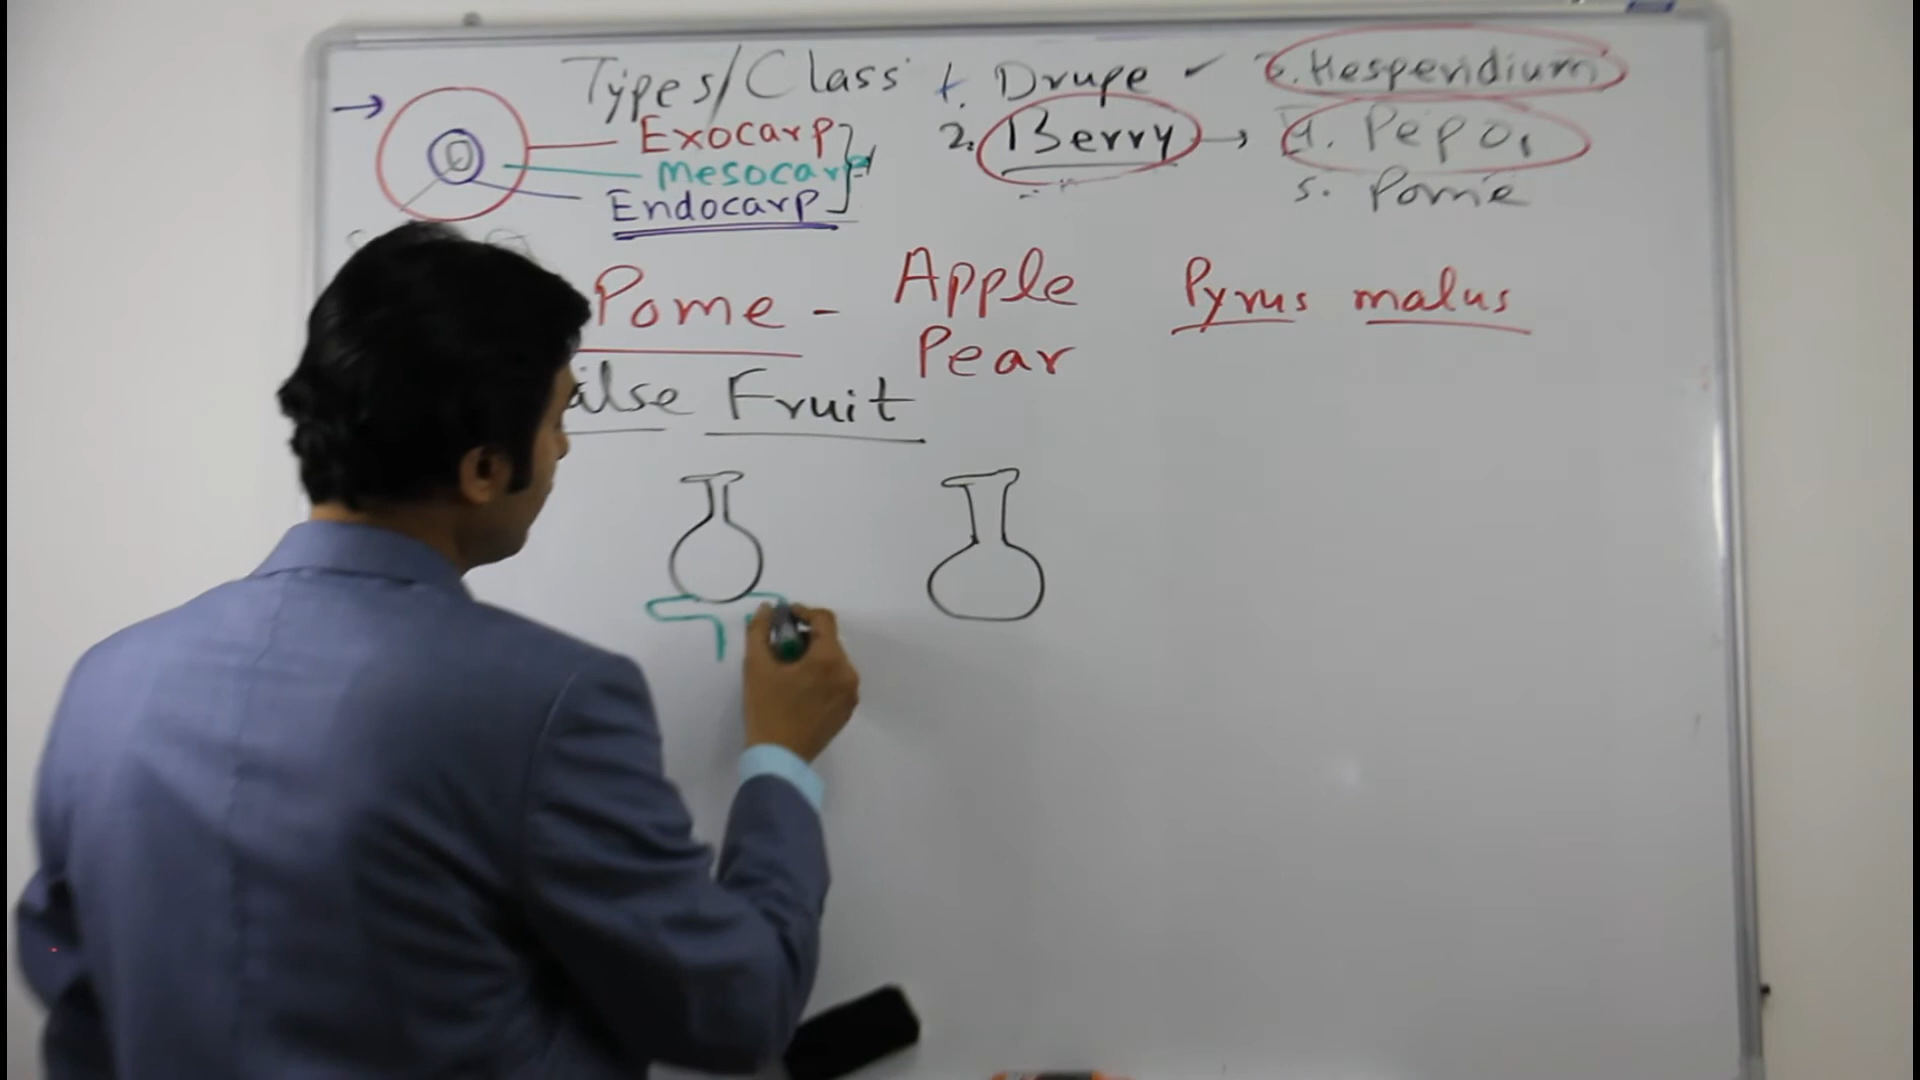 Types/Class
1. Drupe
3. Hesperidium
Exocarp
2. Berry
4. Pepo,
Mesocarp
Endocarp
5. Pome
Pome - Apple
Pyrus malus
Pear
alse Fruit